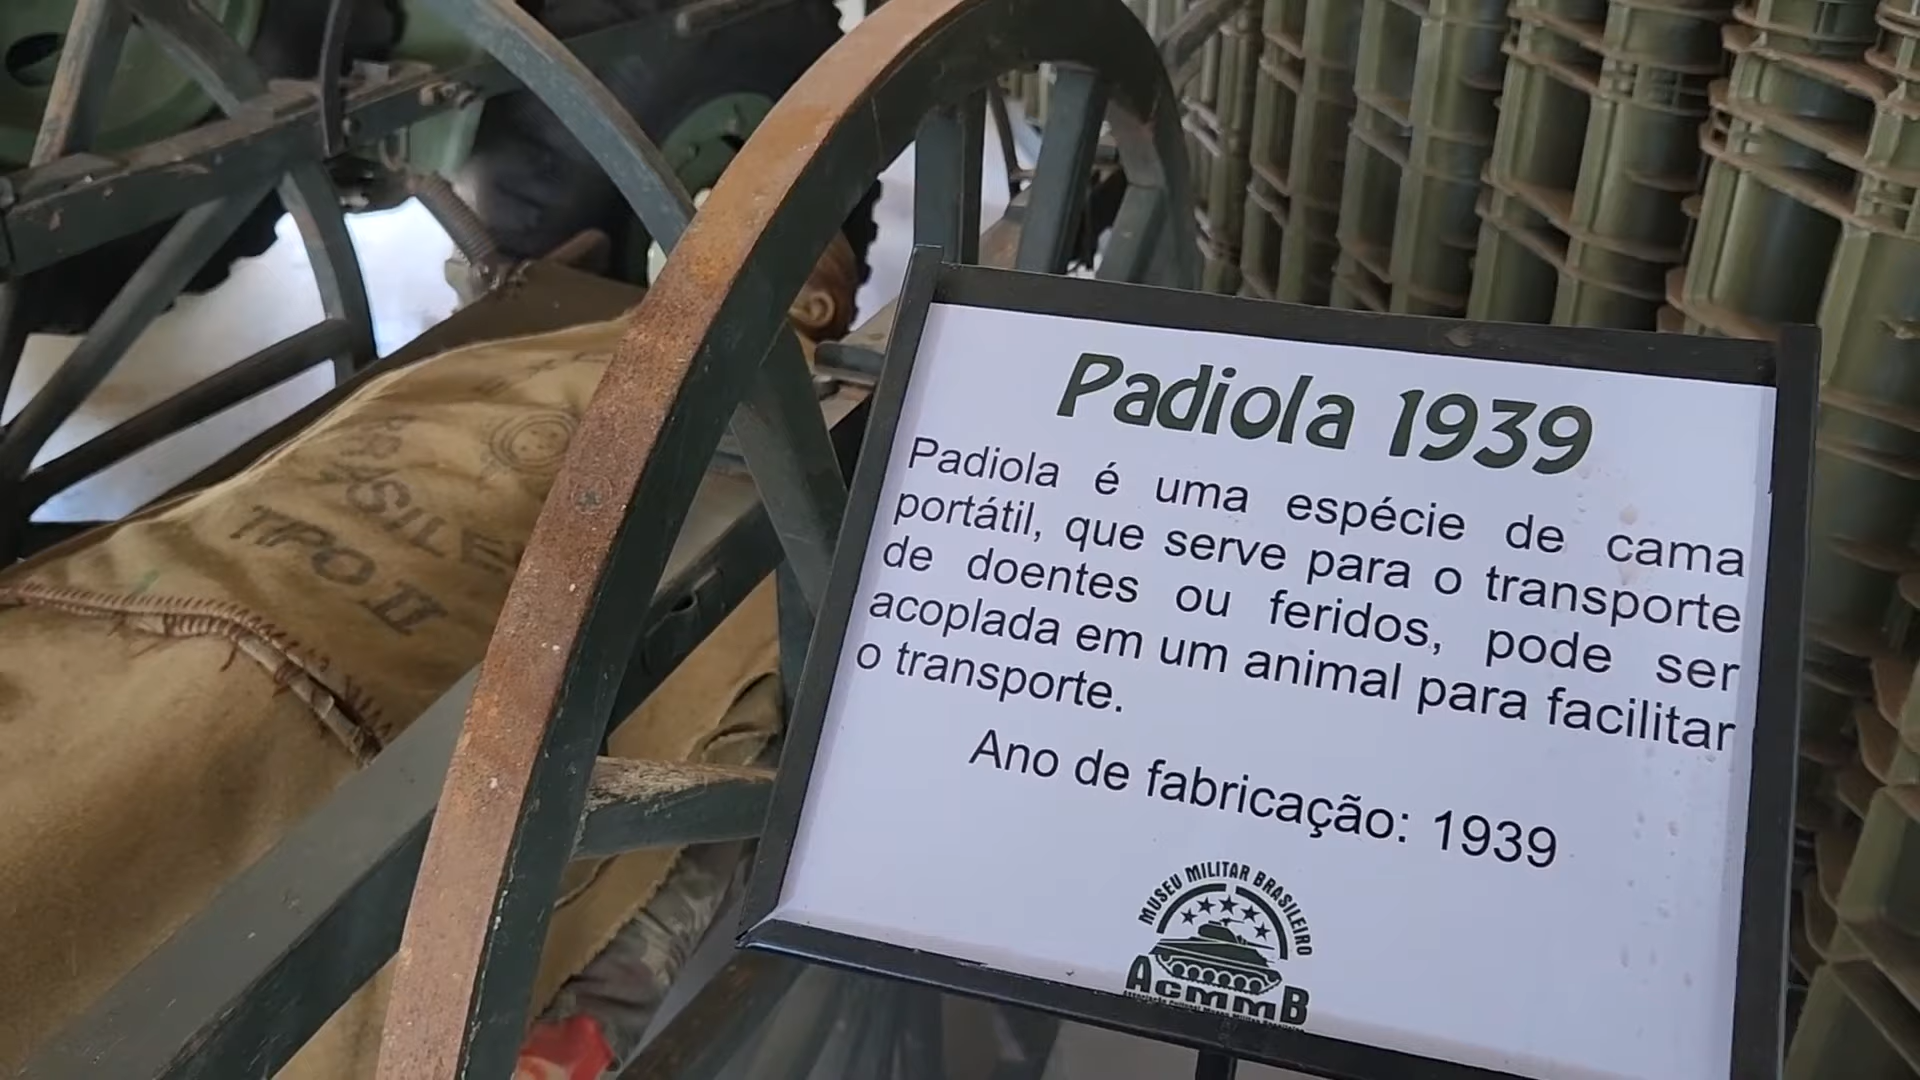 Padiola 1939
Padiola é uma espécie de cama
portátil, que serve para o transporte
de doentes ou feridos, pode ser
acoplada em um animal para facilitar
o transporte.
Ano de fabricação: 1939
MUSEU MILITAR BRASILEIRO
ACMMB
TIPO II